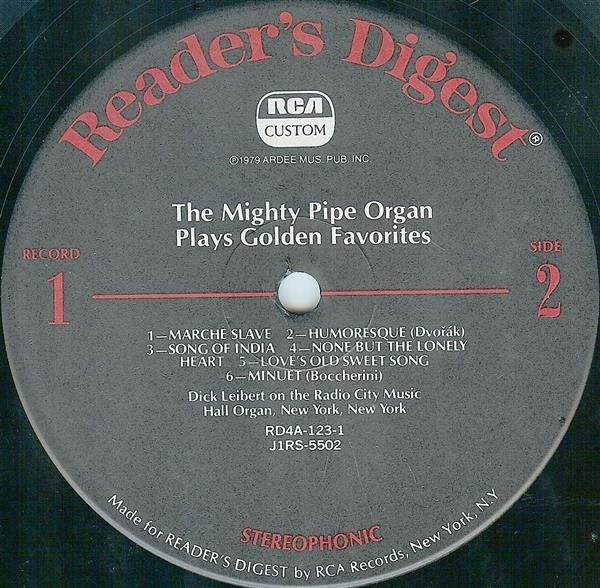 Reader's Digest®
RCA
CUSTOM
℗1979 ARDEE MUS. PUB. INC
The Mighty Pipe Organ
Plays Golden Favorites
RECORD
1
SIDE
2
1—MARCHE SLAVE 2—HUMORESQUE (Dvořák)
3—SONG OF INDIA 4—NONE BUT THE LONELY
HEART 5—LOVE'S OLD SWEET SONG
6—MINUET (Boccherini)
Dick Leibert on the Radio City Music
Hall Organ, New York, New York
RD4A-123-1
J1RS-5502
STEREOPHONIC
Made for READER'S DIGEST by RCA Records, New York, N.Y